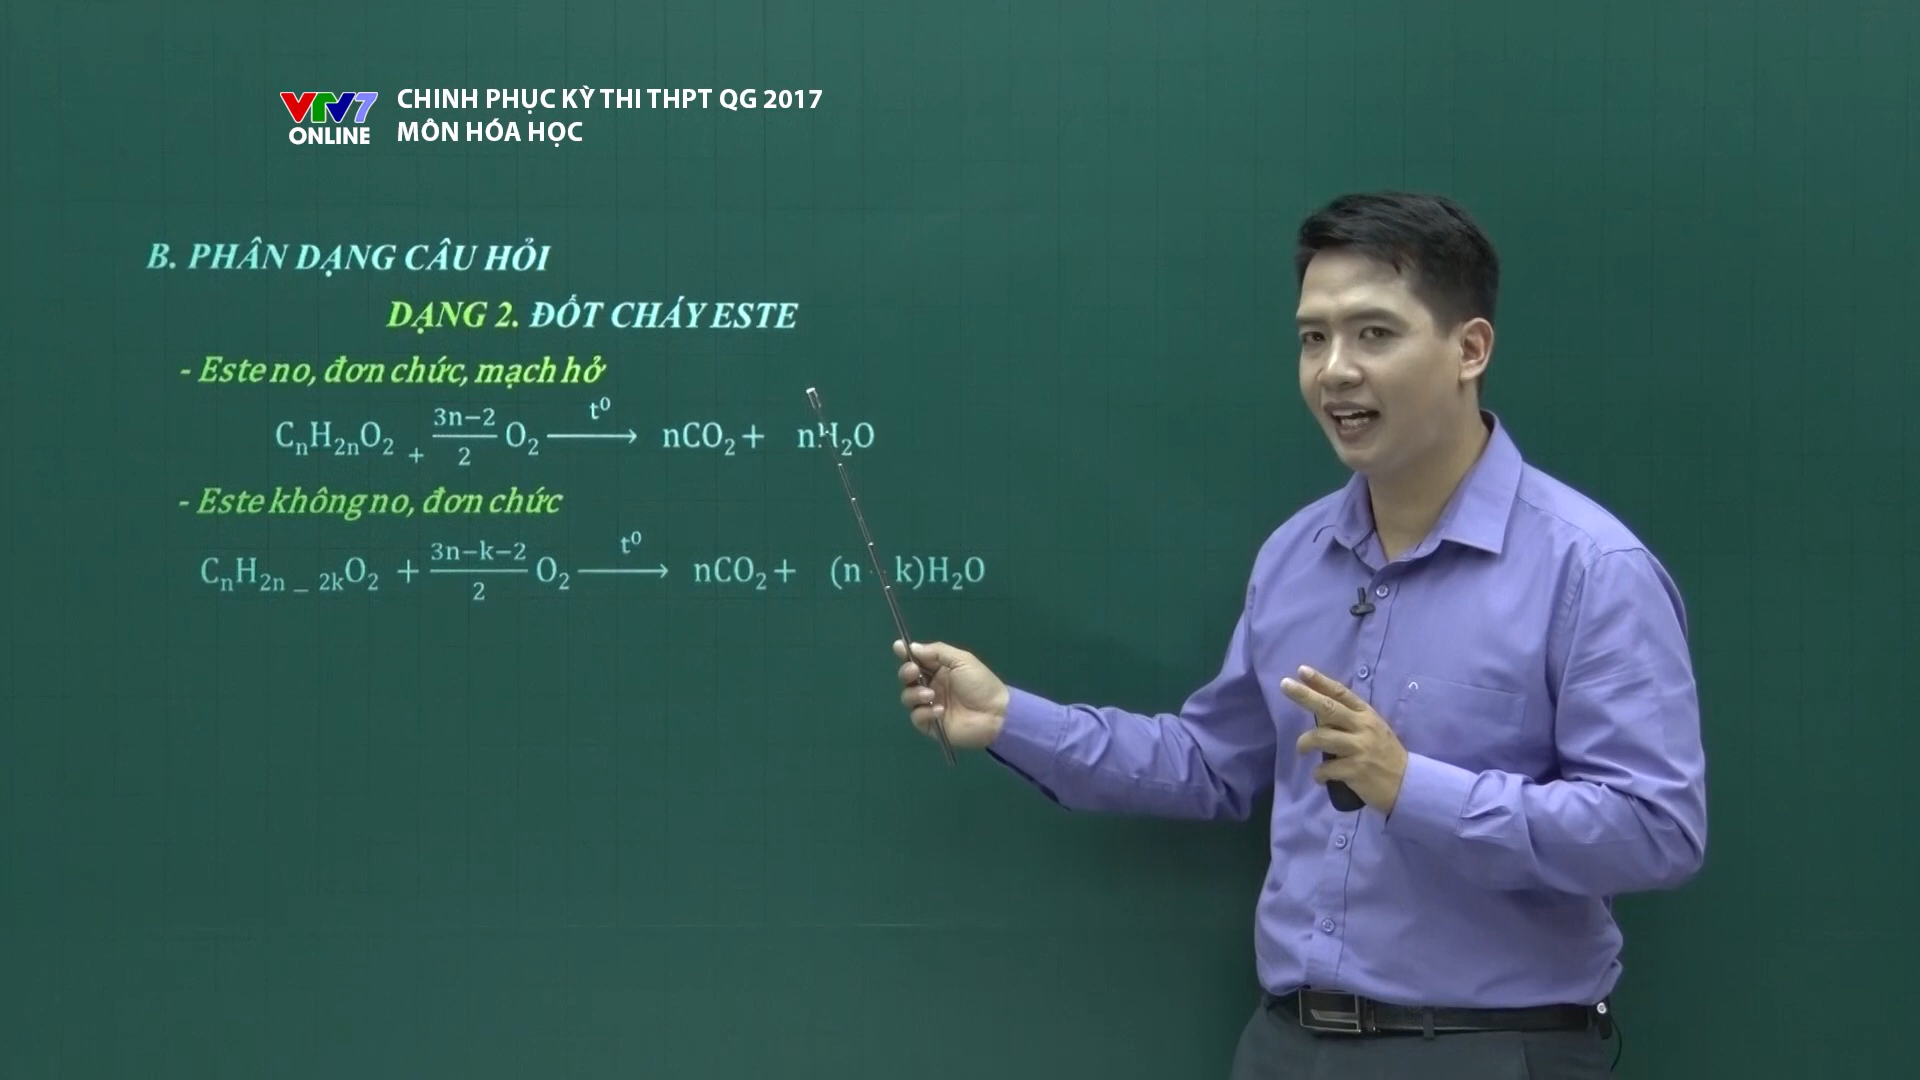 VTV7
ONLINE
CHINH PHỤC KỲ THI THPT QG 2017
MÔN HÓA HỌC
B. PHÂN DẠNG CÂU HỎI
DẠNG 2. ĐỐT CHÁY ESTE
- Este no, đơn chức, mạch hở
CₙH₂ₙO₂ + (3n−2)/2 O₂ —t⁰→ nCO₂ + nH₂O
- Este không no, đơn chức
CₙH₂ₙ₋₂ₖO₂ + (3n−k−2)/2 O₂ —t⁰→ nCO₂ + (n - k)H₂O